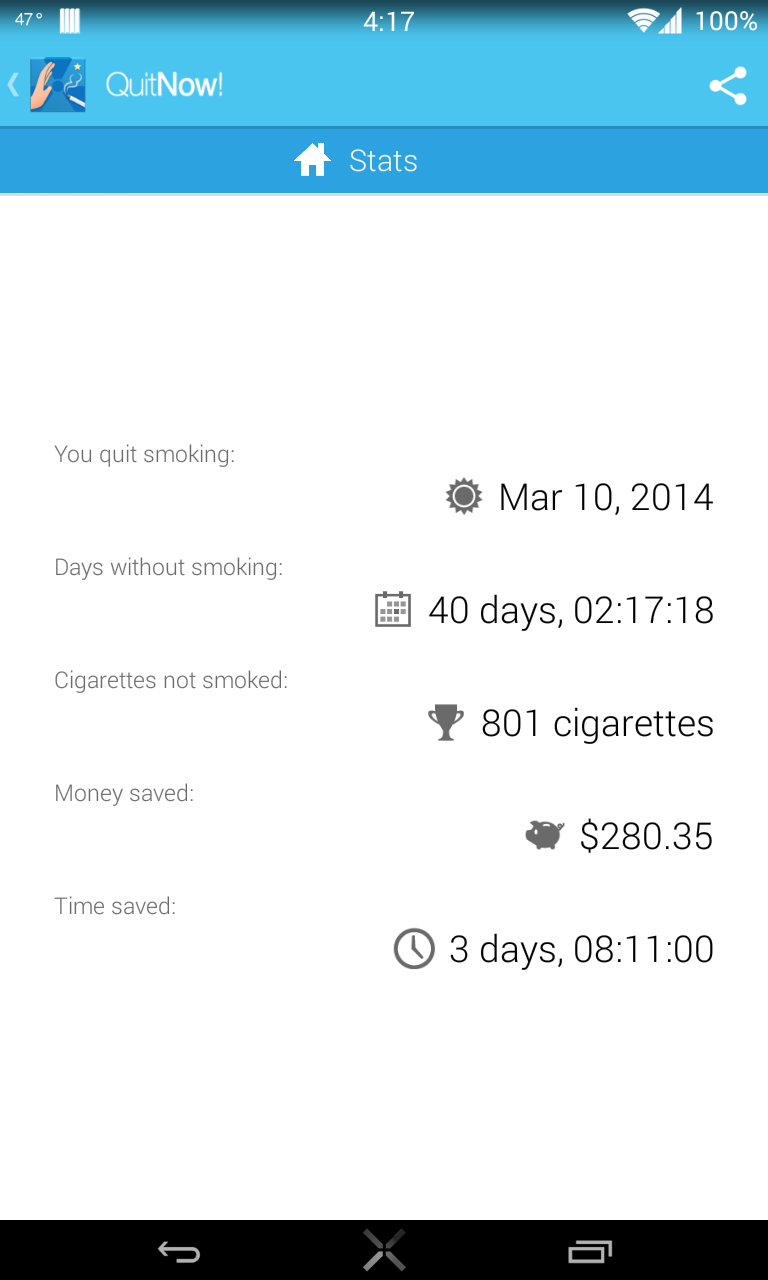 47°
4:17
100%
QuitNow!
Stats
You quit smoking:
Mar 10, 2014
Days without smoking:
40 days, 02:17:18
Cigarettes not smoked:
801 cigarettes
Money saved:
$280.35
Time saved:
3 days, 08:11:00